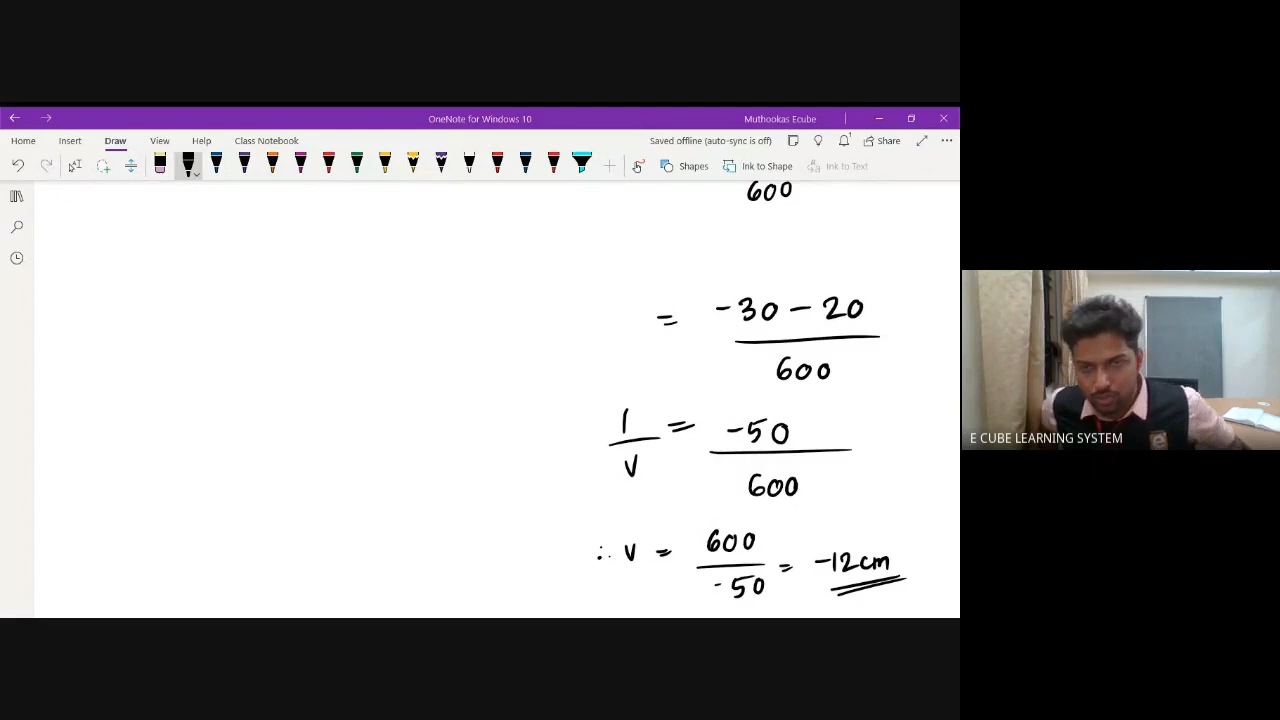 OneNote for Windows 10
Muthookas Ecube
Home Insert Draw View Help Class Notebook
Saved offline (auto-sync is off)
Share
Shapes
Ink to Shape
Ink to Text
600
= -30 - 20
600
1 = -50
v 600
∴ v = 600 = -12cm
-50
E CUBE LEARNING SYSTEM